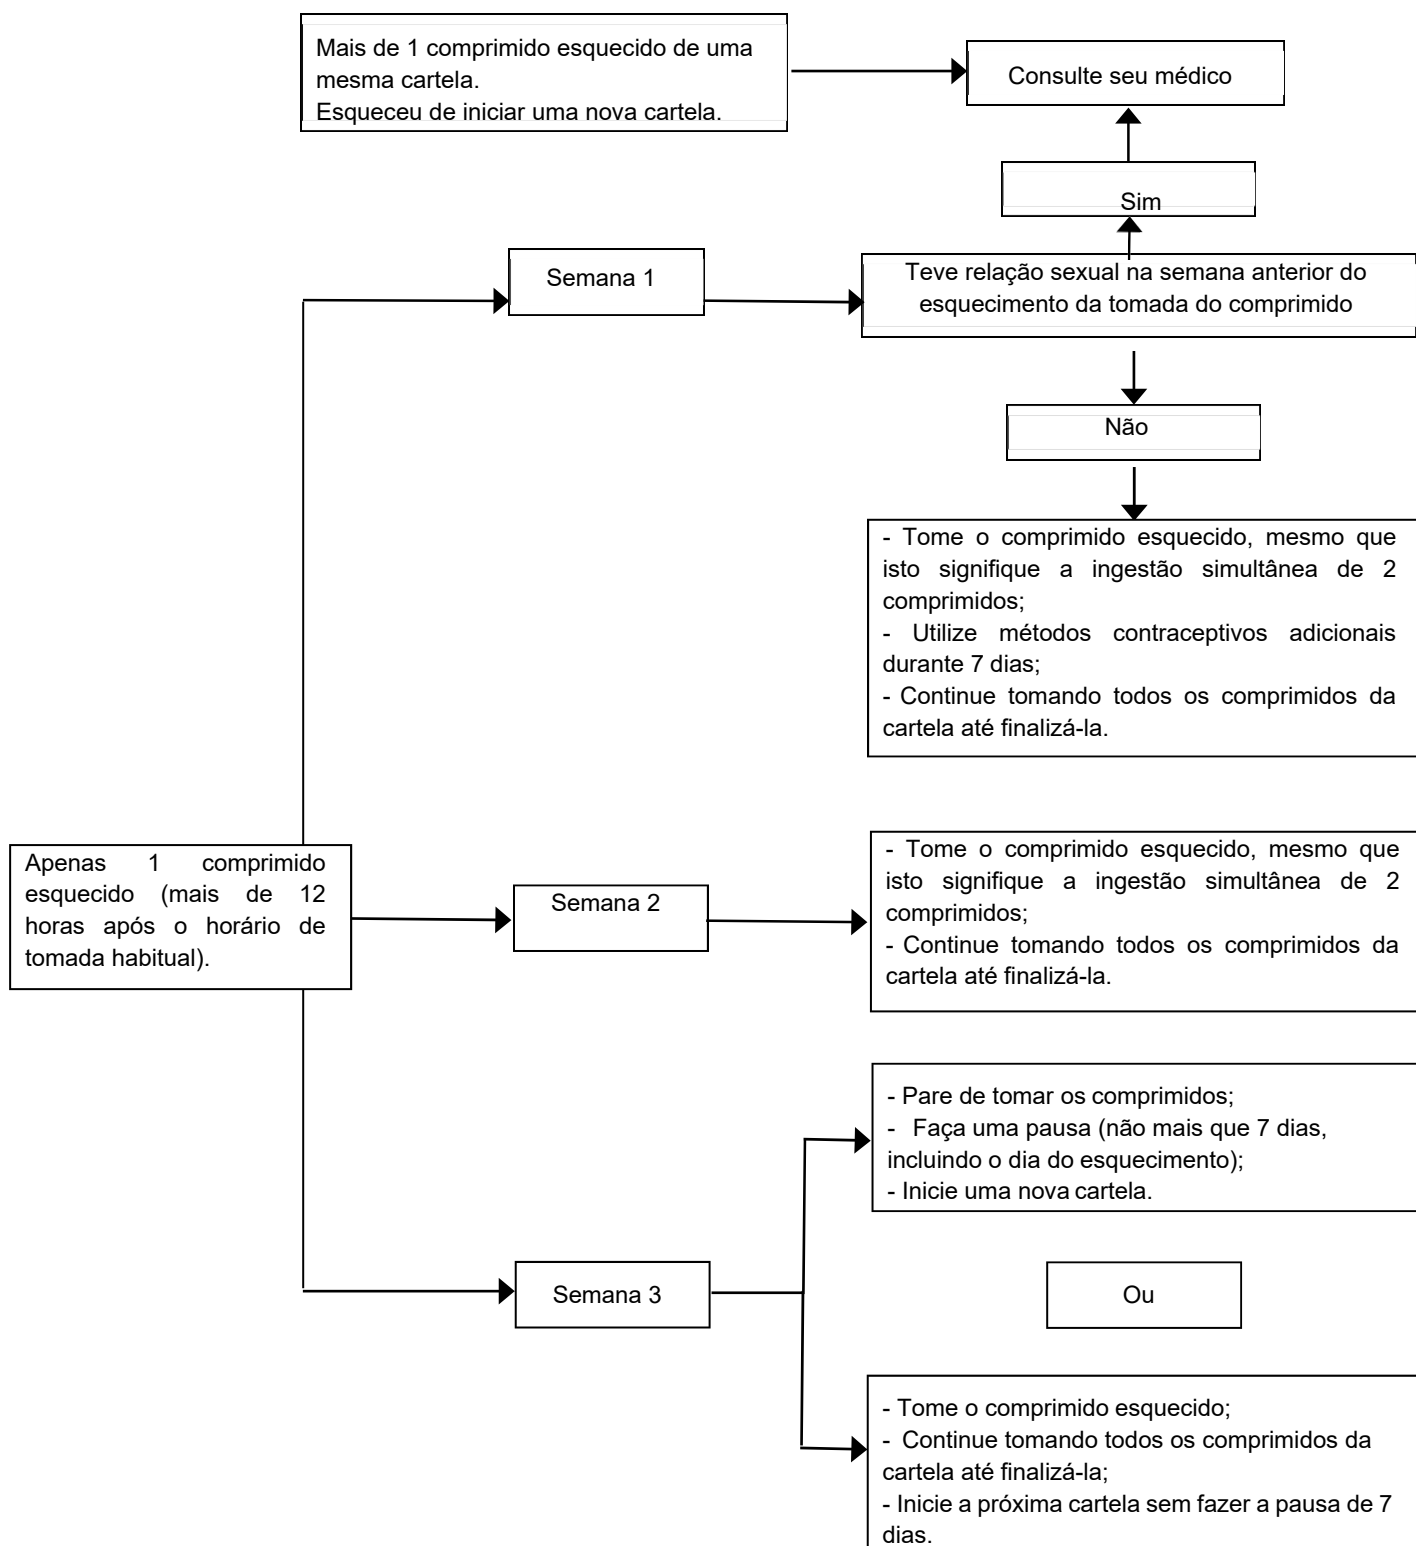 Mais de 1 comprimido esquecido de uma
mesma cartela.
Esqueceu de iniciar uma nova cartela.
Consulte seu médico
Sim
Semana 1
Teve relação sexual na semana anterior do
esquecimento da tomada do comprimido
Não
- Tome o comprimido esquecido, mesmo que
isto signifique a ingestão simultânea de 2
comprimidos;
- Utilize métodos contraceptivos adicionais
durante 7 dias;
- Continue tomando todos os comprimidos da
cartela até finalizá-la.
Apenas 1 comprimido
esquecido (mais de 12
horas após o horário de
tomada habitual).
Semana 2
- Tome o comprimido esquecido, mesmo que
isto signifique a ingestão simultânea de 2
comprimidos;
- Continue tomando todos os comprimidos da
cartela até finalizá-la.
- Pare de tomar os comprimidos;
- Faça uma pausa (não mais que 7 dias,
incluindo o dia do esquecimento);
- Inicie uma nova cartela.
Semana 3
Ou
- Tome o comprimido esquecido;
- Continue tomando todos os comprimidos da
cartela até finalizá-la;
- Inicie a próxima cartela sem fazer a pausa de 7
dias.